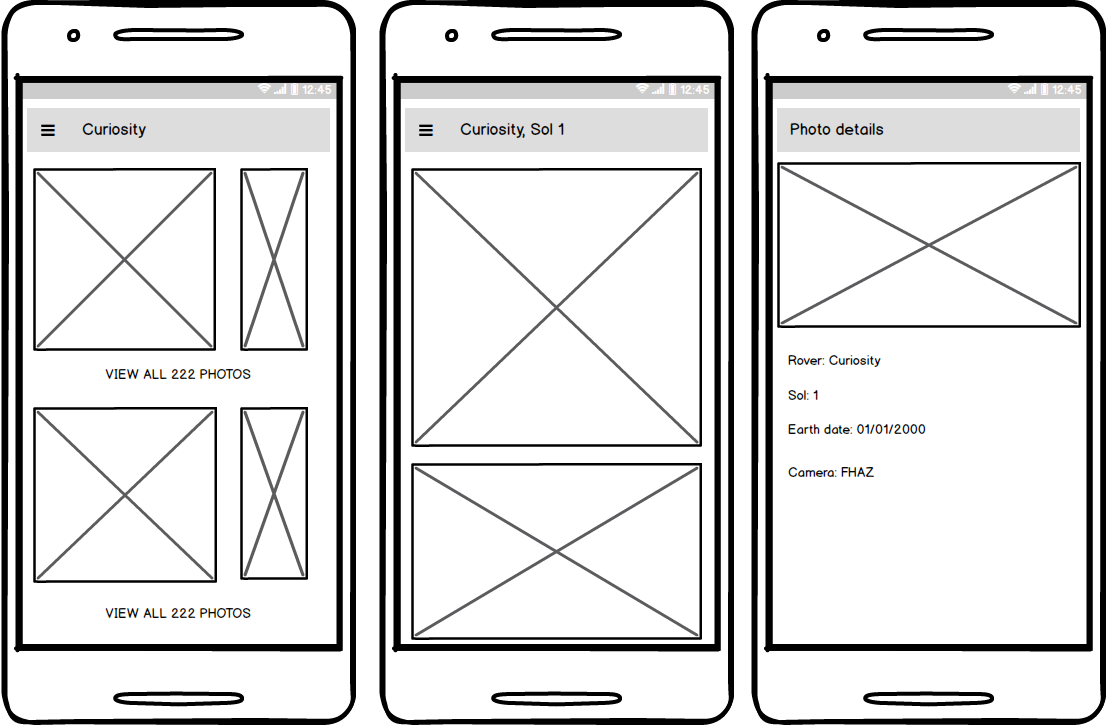 12:45
Curiosity
VIEW ALL 222 PHOTOS
VIEW ALL 222 PHOTOS
12:45
Curiosity, Sol 1
12:45
Photo details
Rover: Curiosity
Sol: 1
Earth date: 01/01/2000
Camera: FHAZ